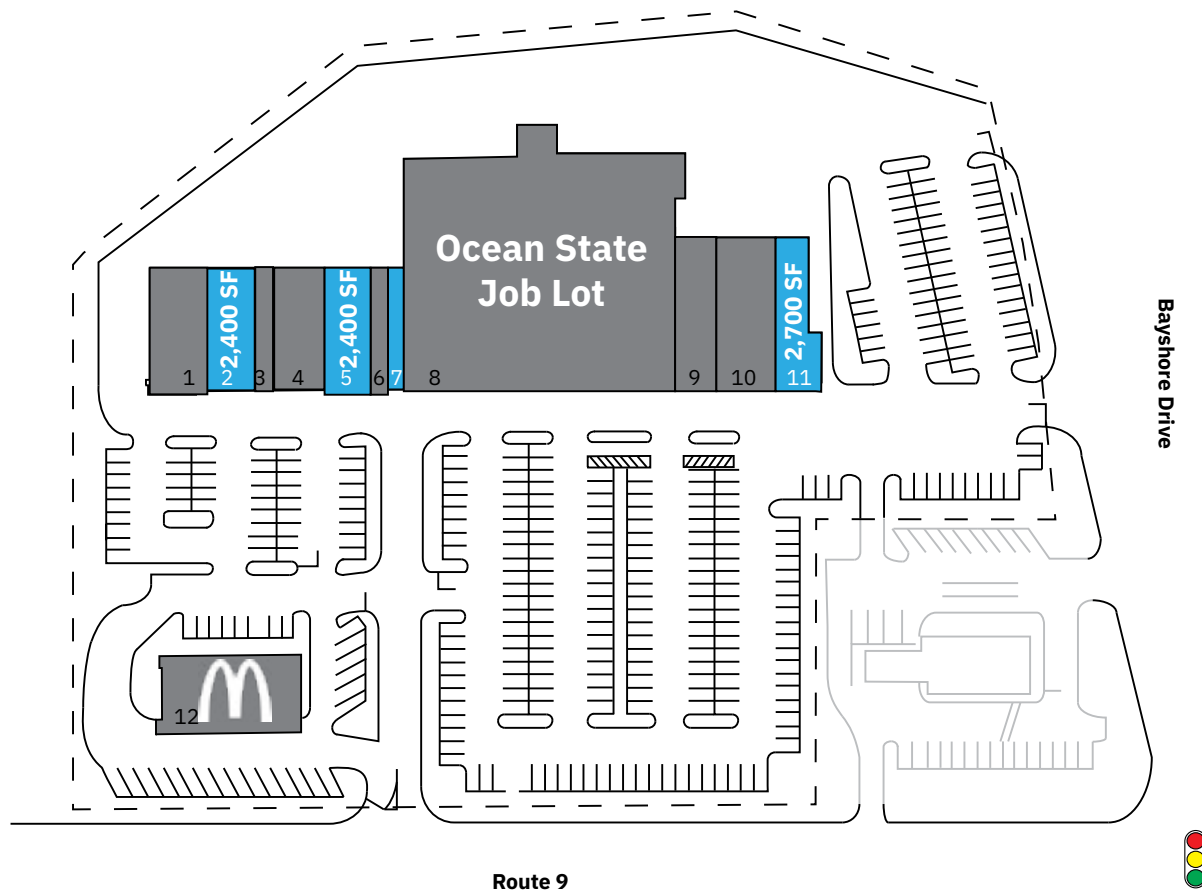 Ocean State
Job Lot
2,400 SF
2,400 SF
2,700 SF
1
2
3
4
5
6
7
8
9
10
11
Bayshore Drive
12
Route 9